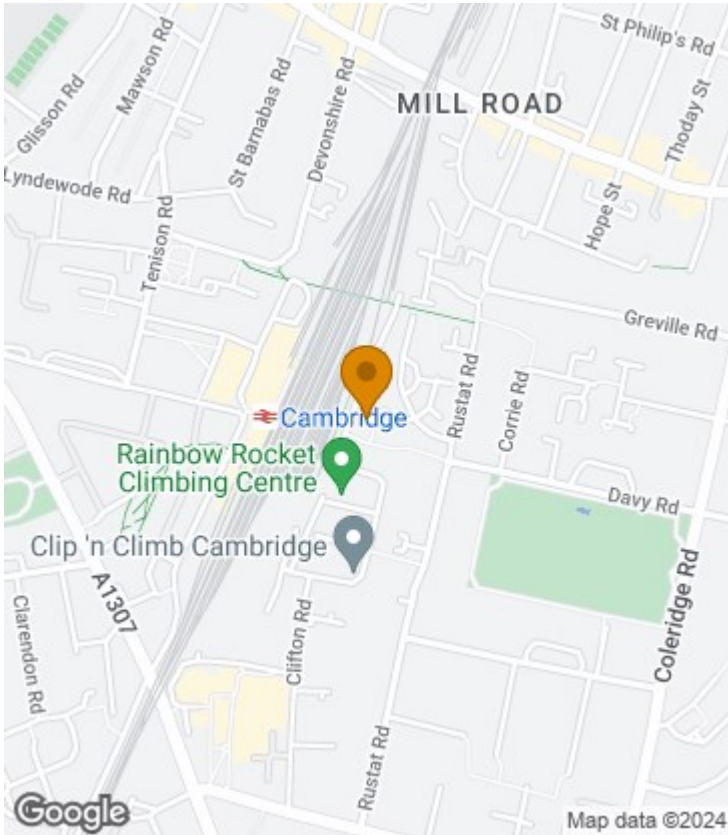 St Philip's Rd
MILL ROAD
Thoday St
Mawson Rd
Glisson Rd
St Barnabas Rd
Devonshire Rd
Lyndewode Rd
Hope St
Tenison Rd
Greville Rd
Rustat Rd
Corrie Rd
Cambridge
Rainbow Rocket
Climbing Centre
Davy Rd
Clip 'n Climb Cambridge
A1307
Coleridge Rd
Clarendon Rd
Clifton Rd
Rustat Rd
Google
Map data ©2024